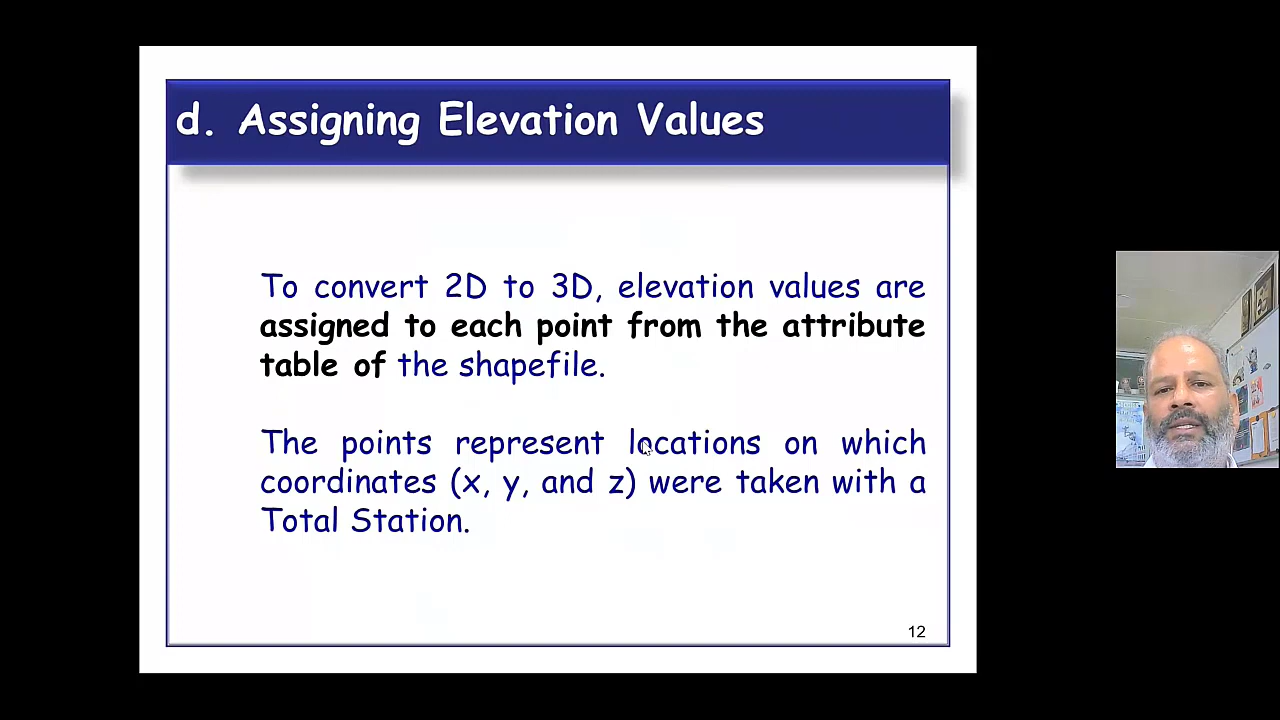 d. Assigning Elevation Values
To convert 2D to 3D, elevation values are
assigned to each point from the attribute
table of the shapefile.
The points represent locations on which
coordinates (x, y, and z) were taken with a
Total Station.
12